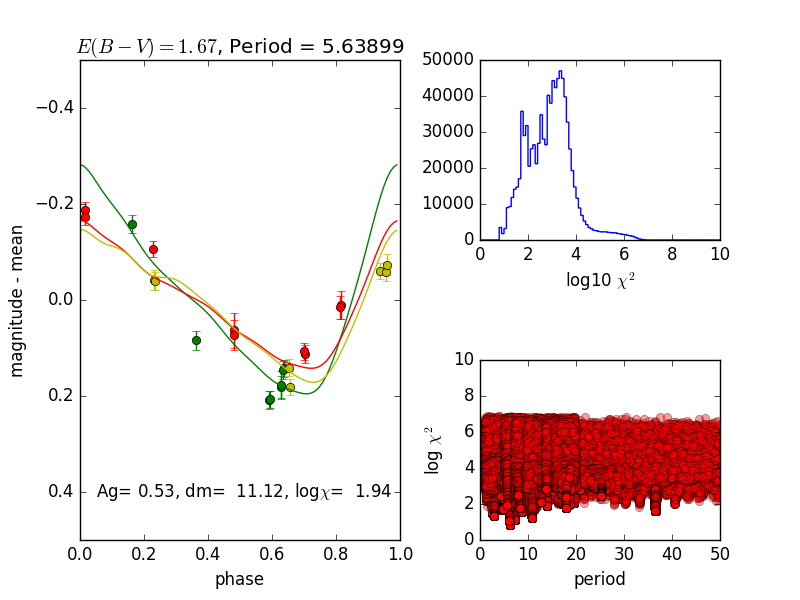 E(B − V) = 1.67, Period = 5.63899
−0.4
−0.2
0.0
0.2
0.4
magnitude - mean
Ag= 0.53, dm= 11.12, logχ= 1.94
0.0 0.2 0.4 0.6 0.8 1.0
phase
50000
40000
30000
20000
10000
0
0 2 4 6 8 10
log10 χ²
10
8
6
4
2
0
log χ²
0 10 20 30 40 50
period